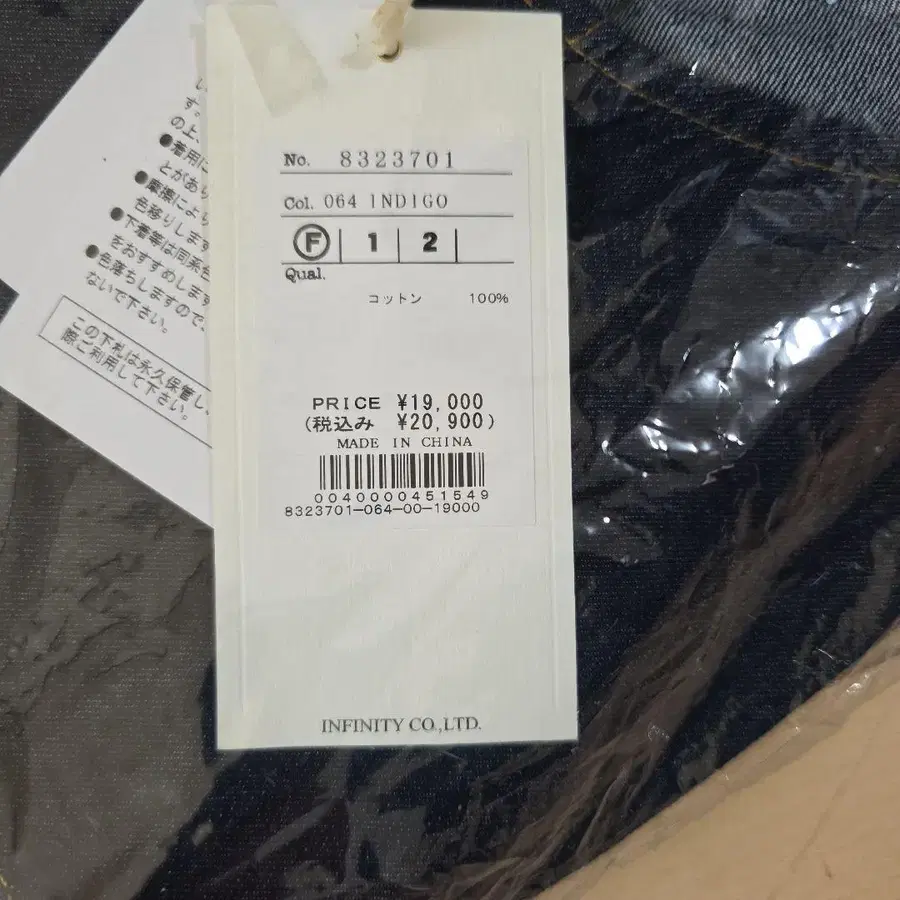 の上、
●着用に
とがあり
●摩擦により
色移りします
●下着等は同系色
をおすすめします
●色落ちしますので、
ないで下さい。
この下札は永久保管し、
際ご利用して下さい。
No. 8323701
Col. 064 INDIGO
F 1 2
Qual.
コットン 100%
PRICE ¥19,000
(税込み ¥20,900)
MADE IN CHINA
0040000451549
8323701-064-00-19000
INFINITY CO.,LTD.